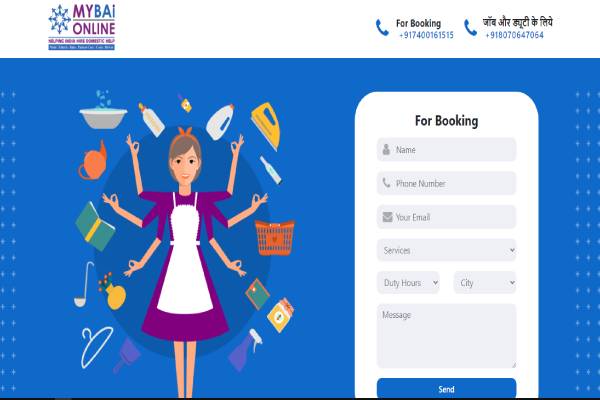 MYBAi
ONLINE
HELPING INDIA HIRE DOMESTIC HELP
For Booking
+917400161515
जॉब और ड्यूटी के लिये
+918070647064
For Booking
Name
Phone Number
Your Email
Services
Duty Hours
City
Message
Send